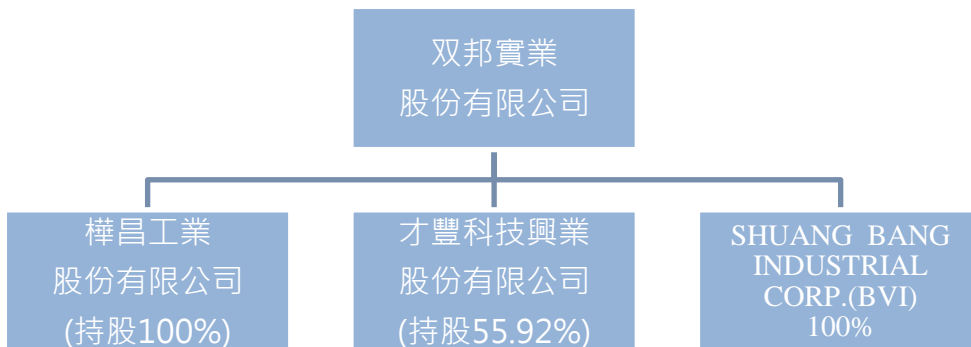 双邦實業
股份有限公司
樺昌工業
股份有限公司
(持股100%)
才豐科技興業
股份有限公司
(持股55.92%)
SHUANG BANG
INDUSTRIAL
CORP.(BVI)
100%